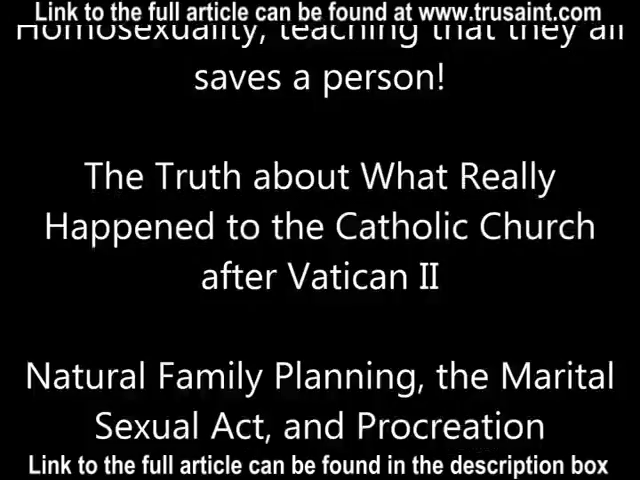 Link to the full article can be found at www.trusaint.com
Homosexuality, teaching that they all
saves a person!
The Truth about What Really
Happened to the Catholic Church
after Vatican II
Natural Family Planning, the Marital
Sexual Act, and Procreation
Link to the full article can be found in the description box